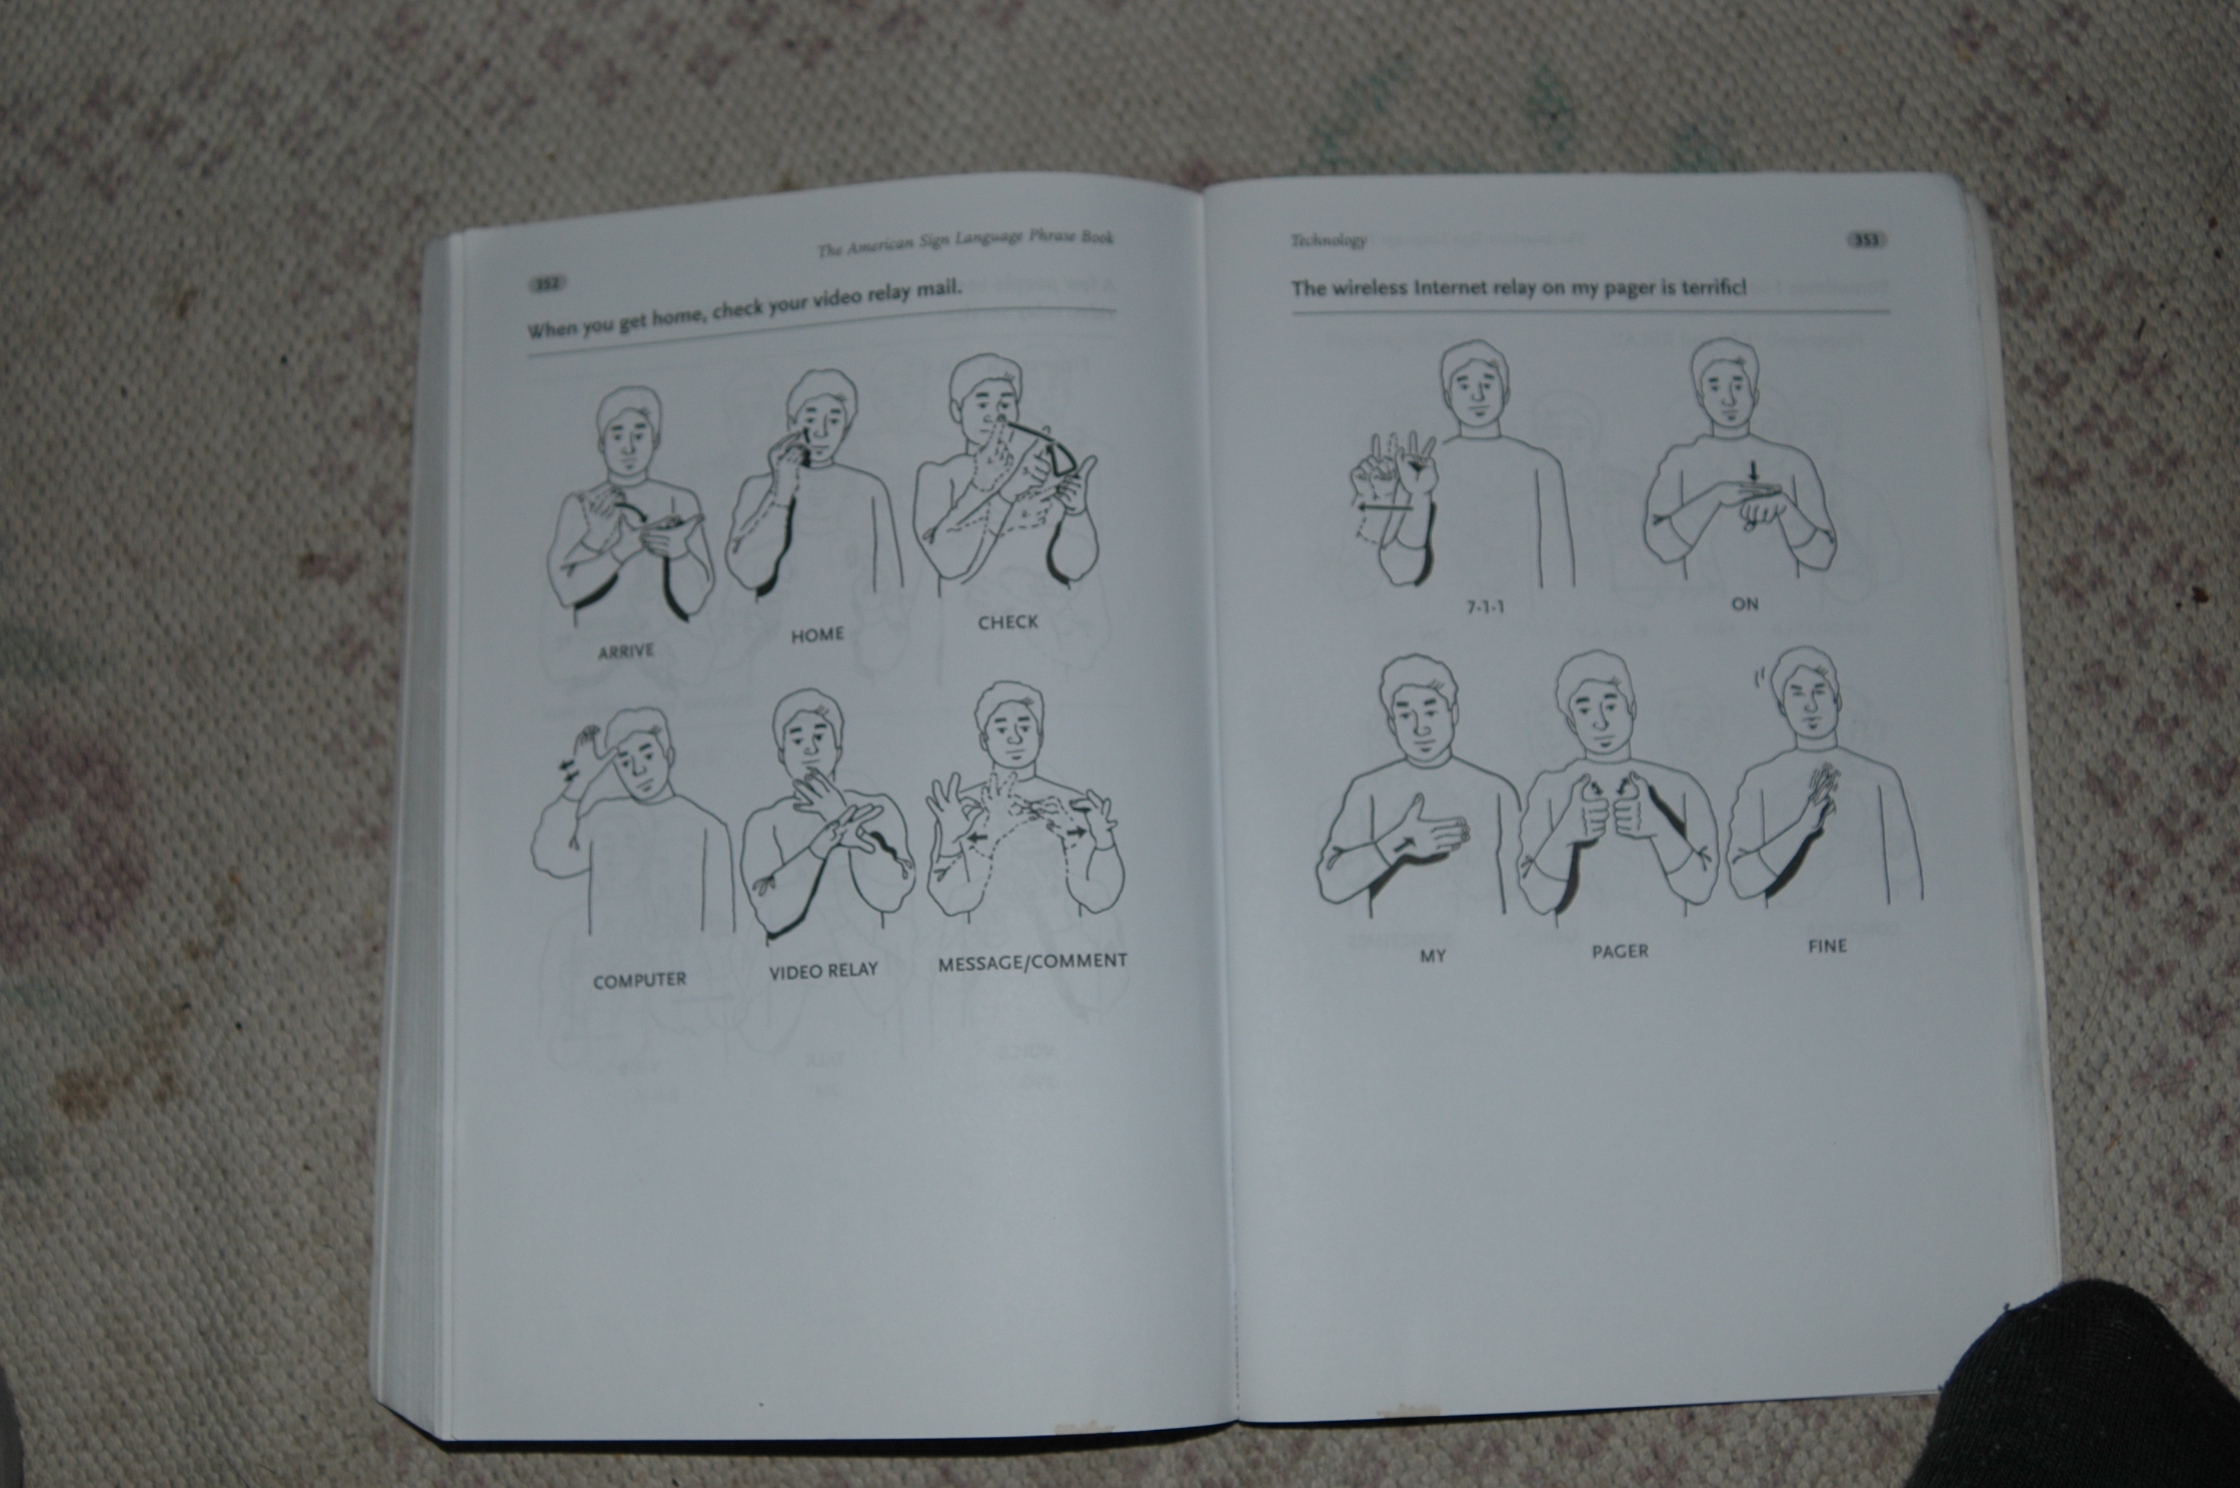 352
The American Sign Language Phrase Book
When you get home, check your video relay mail.
ARRIVE HOME CHECK
COMPUTER VIDEO RELAY MESSAGE/COMMENT
Technology
353
The wireless Internet relay on my pager is terrific!
7-1-1 ON
MY PAGER FINE